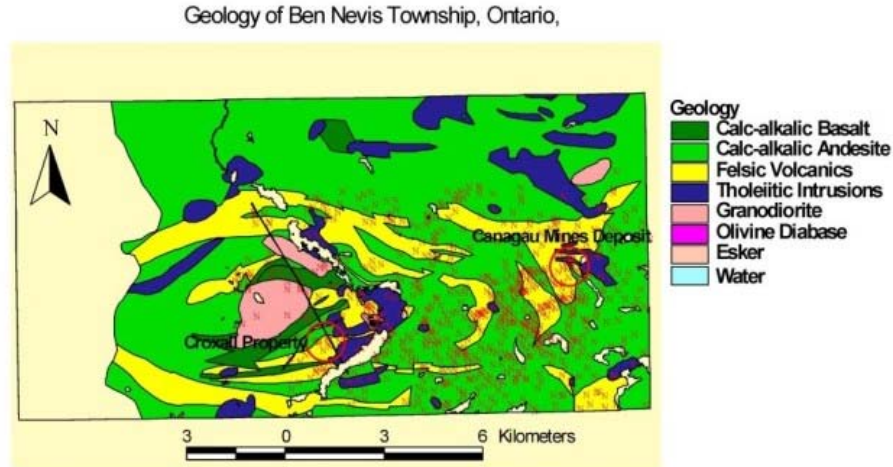 Geology of Ben Nevis Township, Ontario,
N
Canagau Mines Deposit
Croxall Property
Geology
Calc-alkalic Basalt
Calc-alkalic Andesite
Felsic Volcanics
Tholeiitic Intrusions
Granodiorite
Olivine Diabase
Esker
Water
3 0 3 6 Kilometers